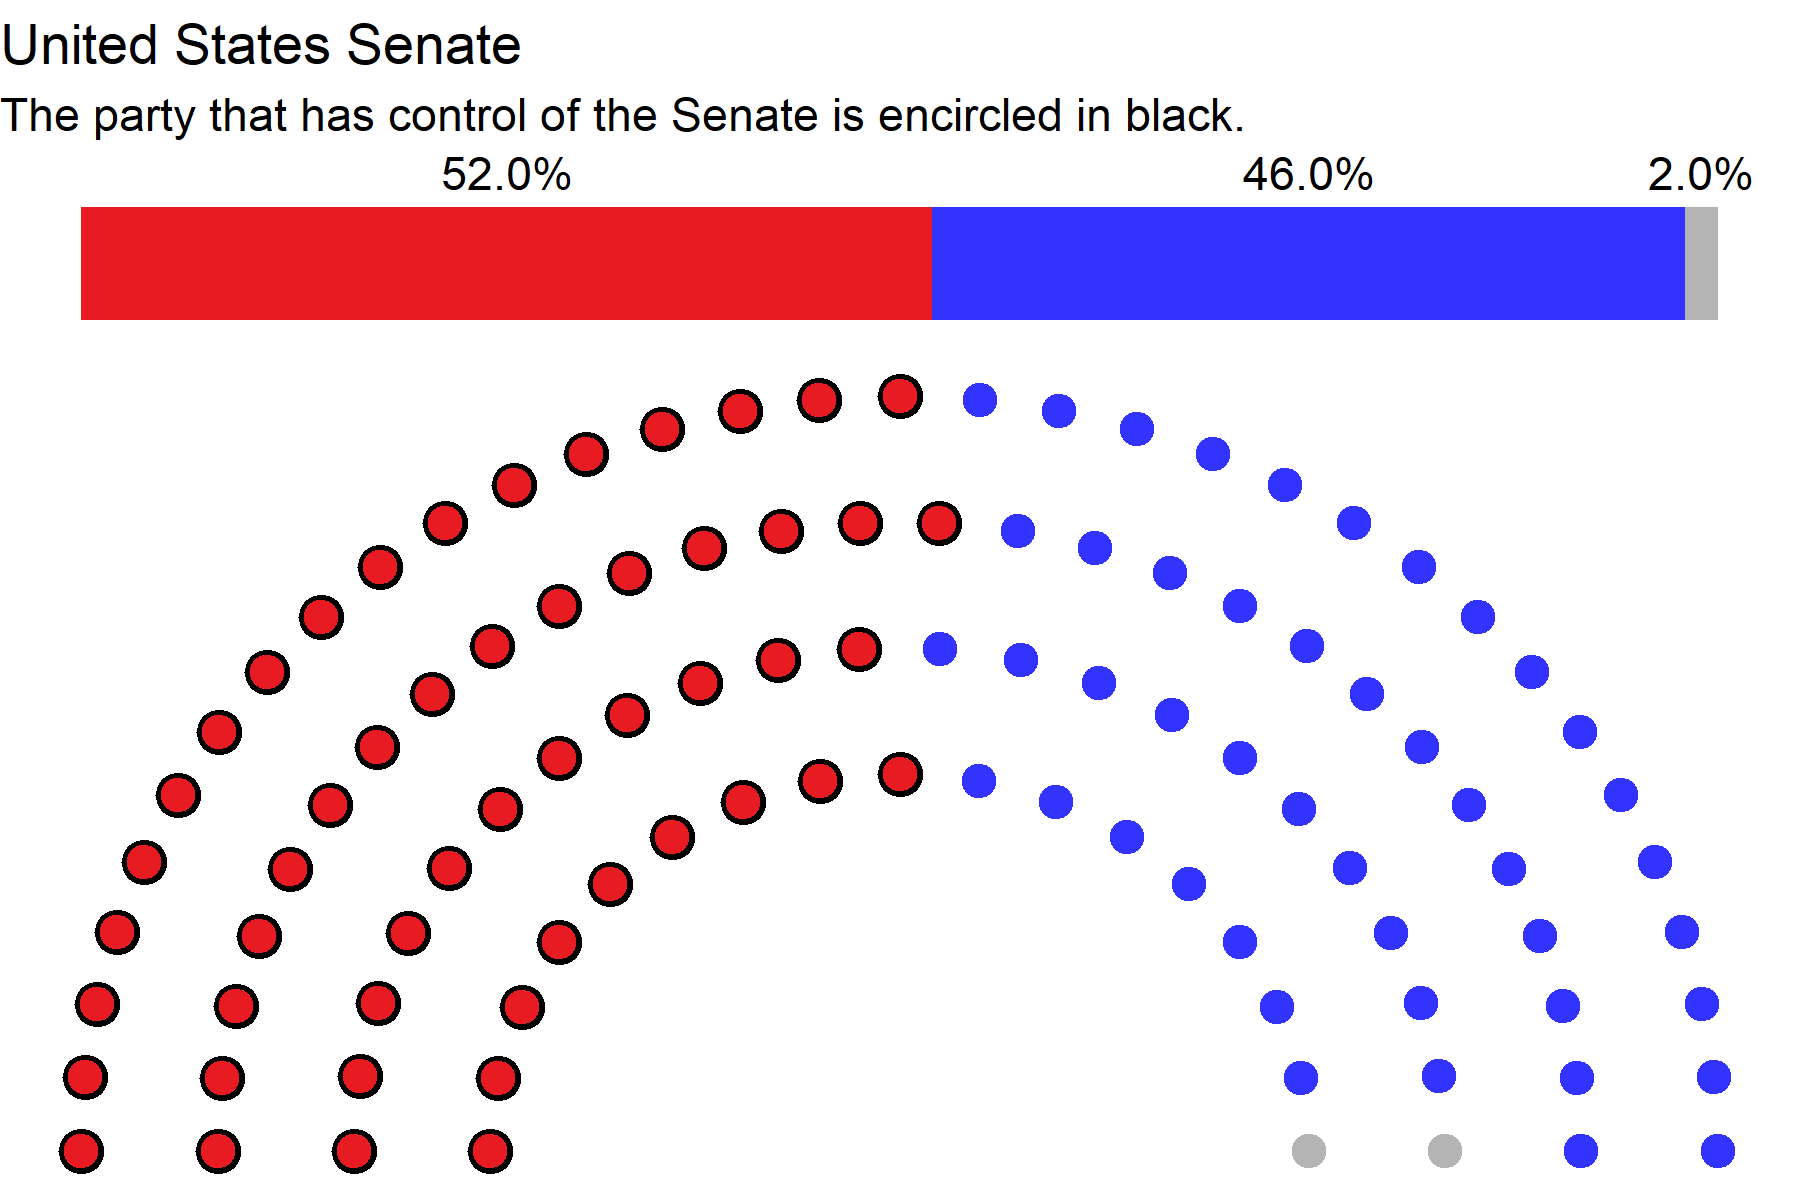 United States Senate
The party that has control of the Senate is encircled in black.
52.0% 46.0% 2.0%